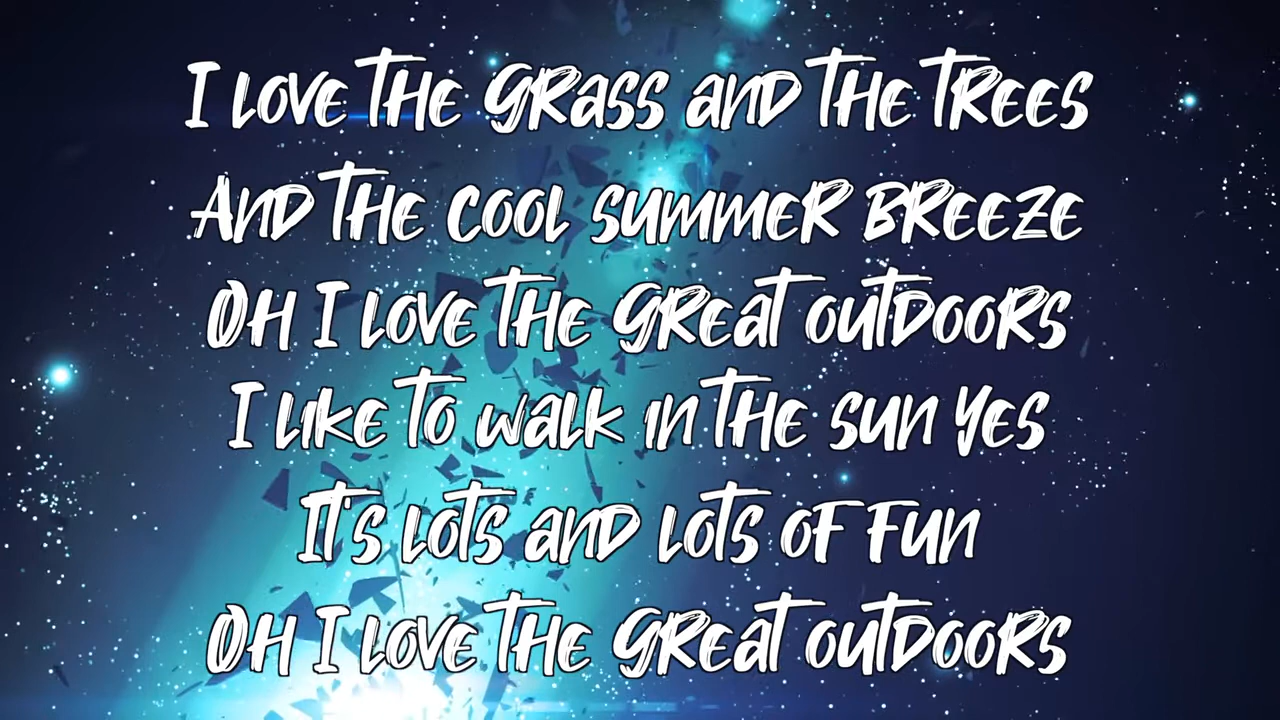 I LOVE THE GRASS AND THE TREES
AND THE COOL SUMMER BREEZE
OH I LOVE THE GREAT OUTDOORS
I LIKE TO WALK IN THE SUN YES
IT'S LOTS AND LOTS OF FUN
OH I LOVE THE GREAT OUTDOORS